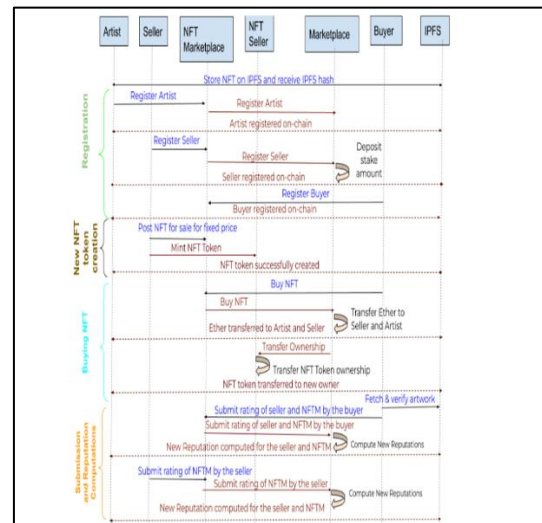 Artist
Seller
NFT
Marketplace
NFT
Seller
Marketplace
Buyer
IPFS
Store NFT on IPFS and receive IPFS hash
Registration
Register Artist
Register Artist
Artist registered on-chain
Register Seller
Register Seller
Deposit
stake
amount
Seller registered on-chain
Register Buyer
Buyer registered on-chain
New NFT
token
creation
Post NFT for sale for fixed price
Mint NFT Token
NFT token successfully created
Buying NFT
Buy NFT
Buy NFT
Transfer Ether to
Seller and Artist
Ether transferred to Artist and Seller
Transfer Ownership
Transfer NFT Token ownership
NFT token transferred to new owner
Submission
and Reputation
Computations
Fetch & verify artwork
Submit rating of seller and NFTM by the buyer
Submit rating of seller and NFTM by the buyer
Compute New Reputations
New Reputation computed for the seller and NFTM
Submit rating of NFTM by the seller
Submit rating of NFTM by the seller
Compute New Reputations
New Reputation computed for the seller and NFTM